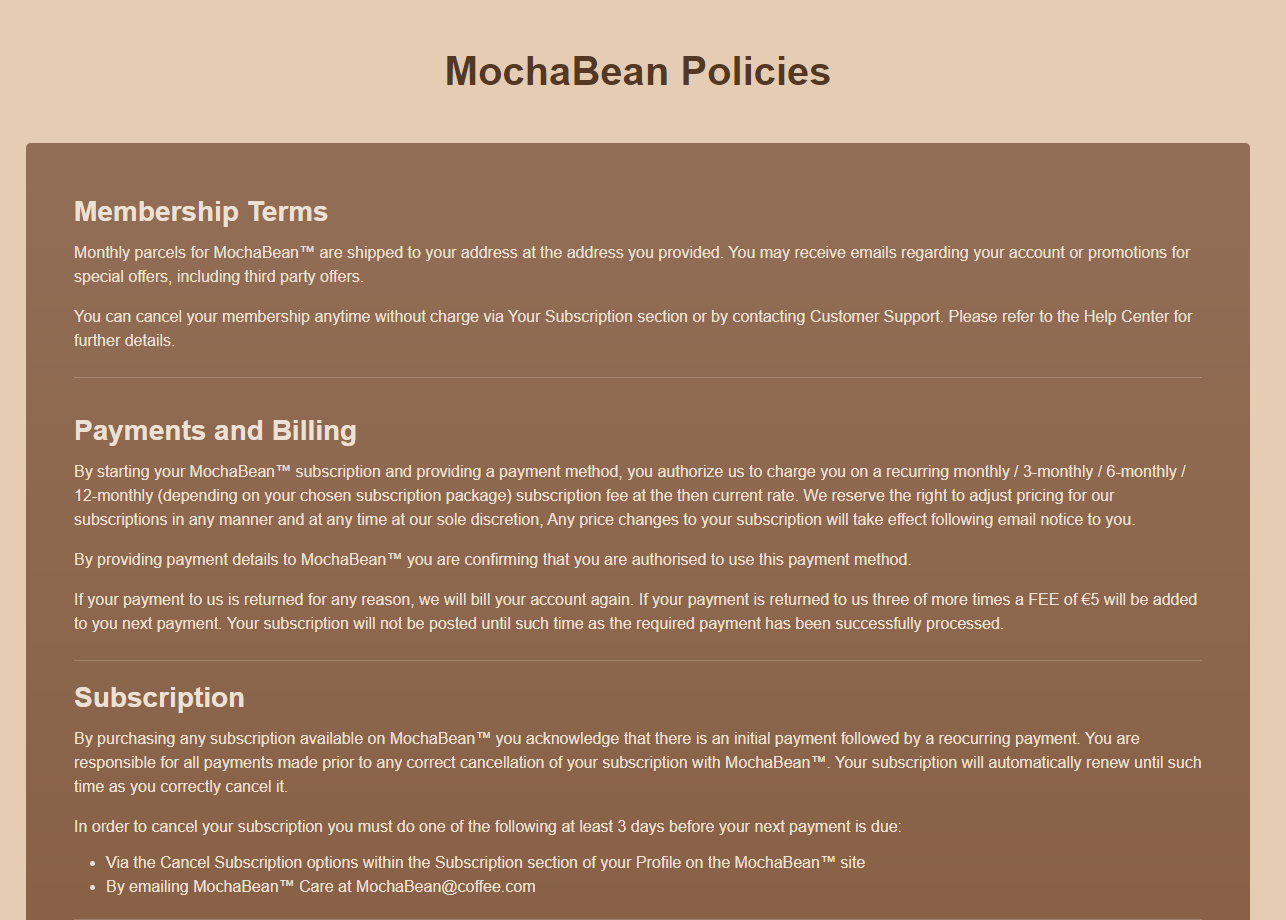 MochaBean Policies
Membership Terms
Monthly parcels for MochaBean™ are shipped to your address at the address you provided. You may receive emails regarding your account or promotions for
special offers, including third party offers.
You can cancel your membership anytime without charge via Your Subscription section or by contacting Customer Support. Please refer to the Help Center for
further details.
Payments and Billing
By starting your MochaBean™ subscription and providing a payment method, you authorize us to charge you on a recurring monthly / 3-monthly / 6-monthly /
12-monthly (depending on your chosen subscription package) subscription fee at the then current rate. We reserve the right to adjust pricing for our
subscriptions in any manner and at any time at our sole discretion, Any price changes to your subscription will take effect following email notice to you.
By providing payment details to MochaBean™ you are confirming that you are authorised to use this payment method.
If your payment to us is returned for any reason, we will bill your account again. If your payment is returned to us three of more times a FEE of €5 will be added
to you next payment. Your subscription will not be posted until such time as the required payment has been successfully processed.
Subscription
By purchasing any subscription available on MochaBean™ you acknowledge that there is an initial payment followed by a reocurring payment. You are
responsible for all payments made prior to any correct cancellation of your subscription with MochaBean™. Your subscription will automatically renew until such
time as you correctly cancel it.
In order to cancel your subscription you must do one of the following at least 3 days before your next payment is due:
• Via the Cancel Subscription options within the Subscription section of your Profile on the MochaBean™ site
• By emailing MochaBean™ Care at MochaBean@coffee.com